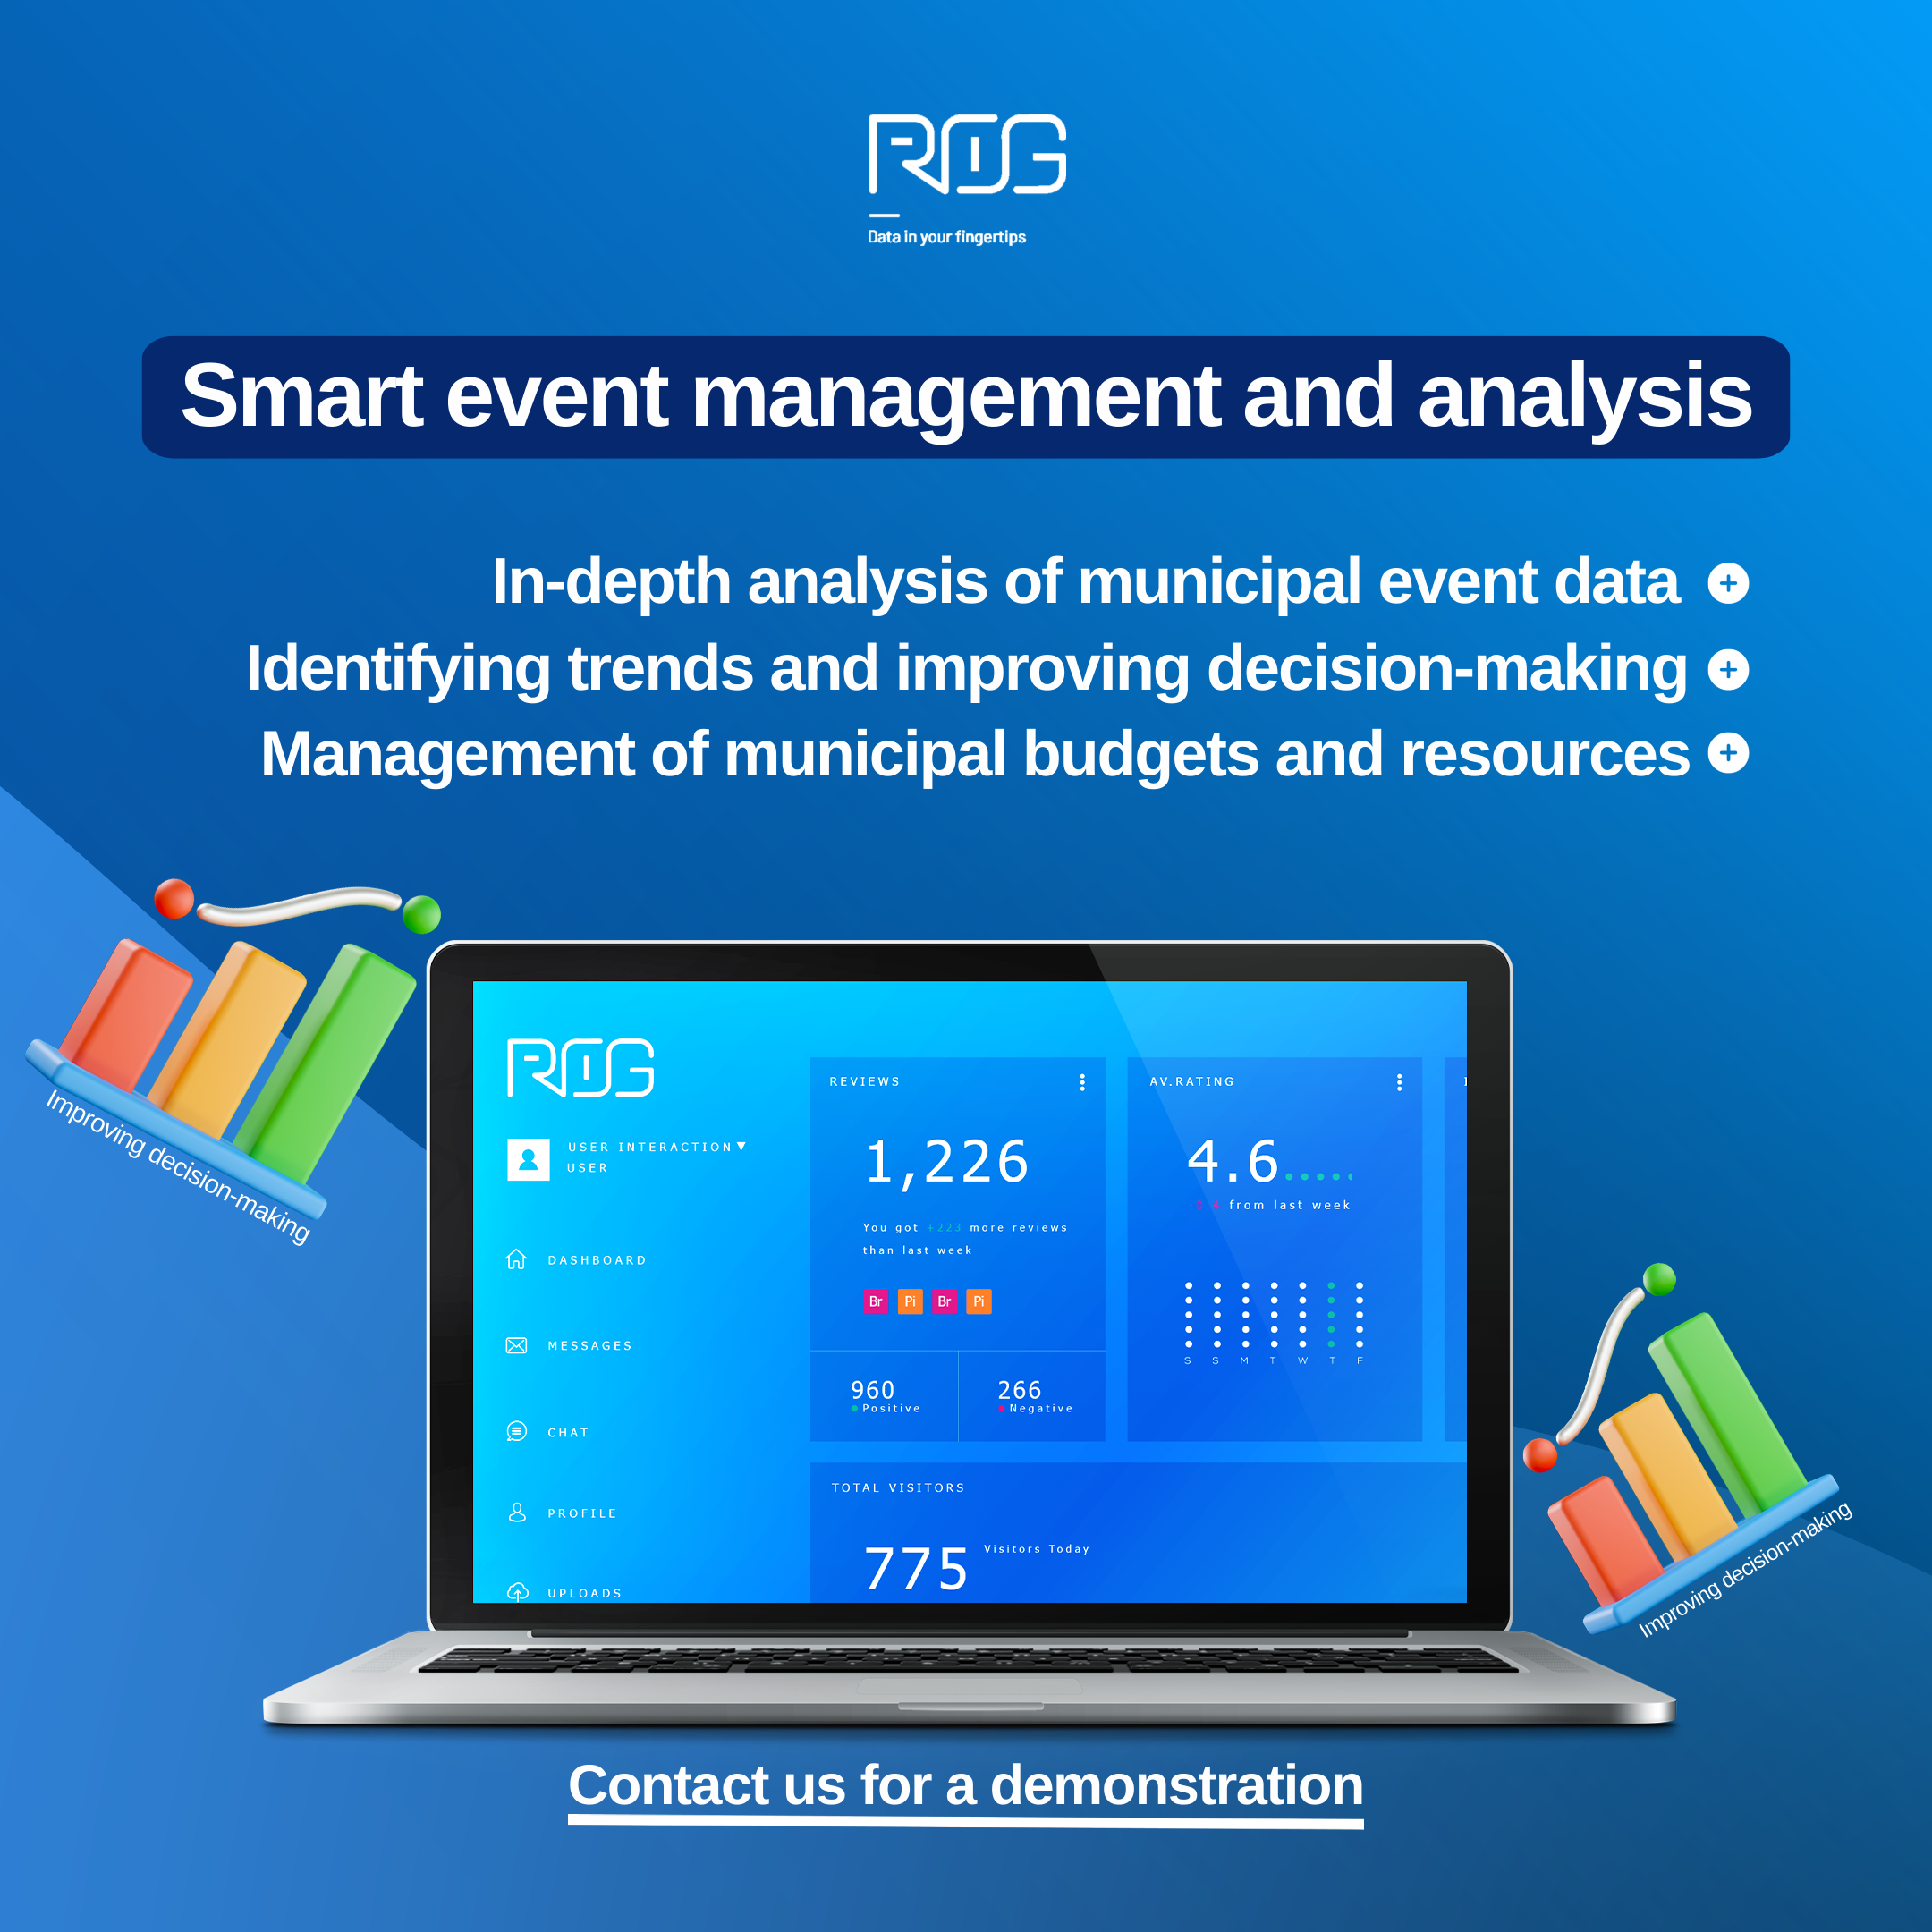 RDG
Data in your fingertips
Smart event management and analysis
In-depth analysis of municipal event data
Identifying trends and improving decision-making
Management of municipal budgets and resources
Improving decision-making
RDG
USER INTERACTION
USER
DASHBOARD
MESSAGES
CHAT
PROFILE
UPLOADS
REVIEWS
1,226
You got +223 more reviews
than last week
Br Pi Br Pi
960
Positive
266
Negative
AV.RATING
4.6
-0.4 from last week
S S M T W T F
TOTAL VISITORS
775 Visitors Today
Improving decision-making
Contact us for a demonstration